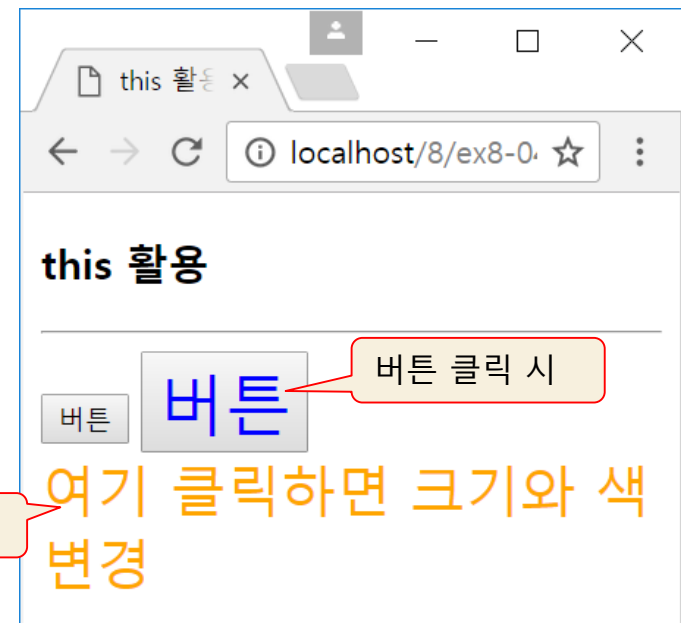 this 활용
localhost/8/ex8-04
this 활용
버튼 클릭 시
버튼 버튼
여기 클릭하면 크기와 색
변경